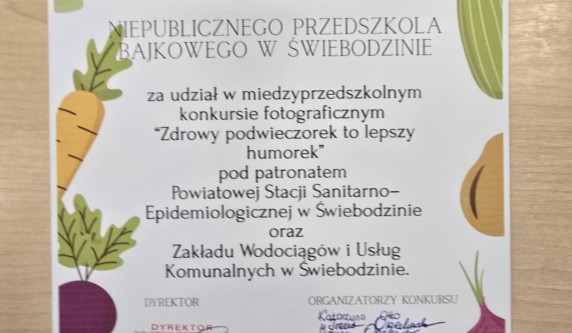 NIEPUBLICZNEGO PRZEDSZKOLA
BAJKOWEGO W ŚWIEBODZINIE
za udział w miedzyprzedszkolnym
konkursie fotograficznym
"Zdrowy podwieczorek to lepszy
humorek"
pod patronatem
Powiatowej Stacji Sanitarno–
Epidemiologicznej w Świebodzinie
oraz
Zakładu Wodociągów i Usług
Komunalnych w Świebodzinie.
DYREKTOR ORGANIZATORZY KONKURSU
DYREKTOR Katarzyna